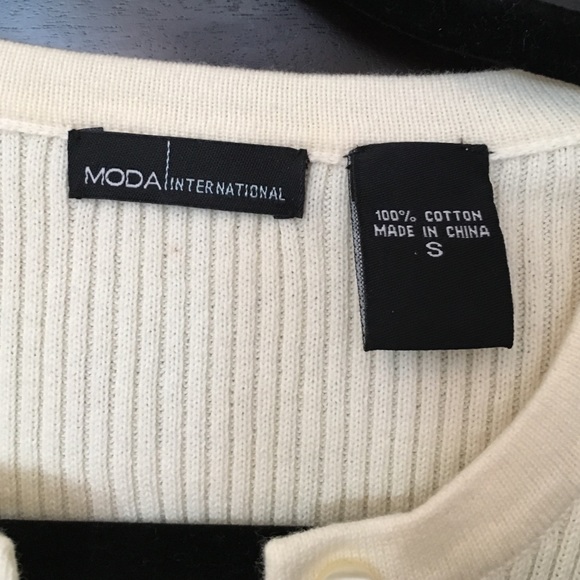 MODA INTERNATIONAL
100% COTTON
MADE IN CHINA
S